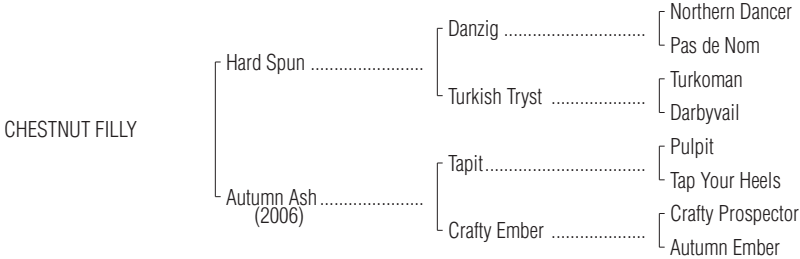 Northern Dancer
Danzig ..............................
Pas de Nom
Hard Spun ........................
Turkoman
Turkish Tryst ....................
Darbyvail
CHESTNUT FILLY
Pulpit
Tapit..................................
Tap Your Heels
Autumn Ash ......................
(2006)
Crafty Prospector
Crafty Ember ....................
Autumn Ember